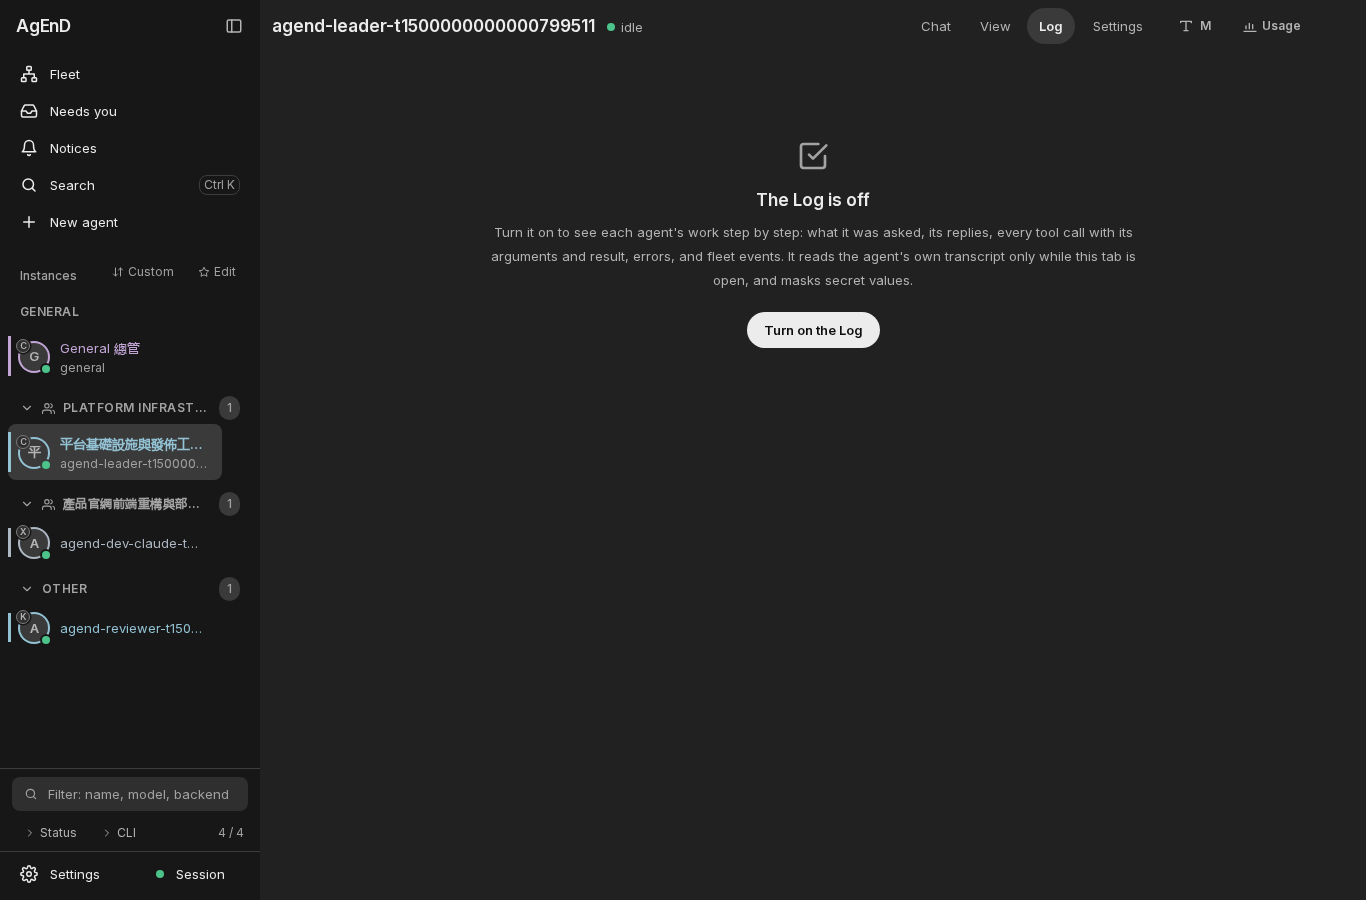 AgEnD
Fleet
Needs you
Notices
Search
Ctrl K
New agent
Instances
Custom
Edit
GENERAL
C
G
General 總管
general
PLATFORM INFRAST…
1
C
平
平台基礎設施與發佈工…
agend-leader-t150000…
產品官網前端重構與部…
1
X
A
agend-dev-claude-t…
OTHER
1
K
A
agend-reviewer-t150…
Filter: name, model, backend
Status
CLI
4 / 4
Settings
Session
agend-leader-t1500000000000799511
idle
Chat
View
Log
Settings
M
Usage
The Log is off
Turn it on to see each agent's work step by step: what it was asked, its replies, every tool call with its
arguments and result, errors, and fleet events. It reads the agent's own transcript only while this tab is
open, and masks secret values.
Turn on the Log